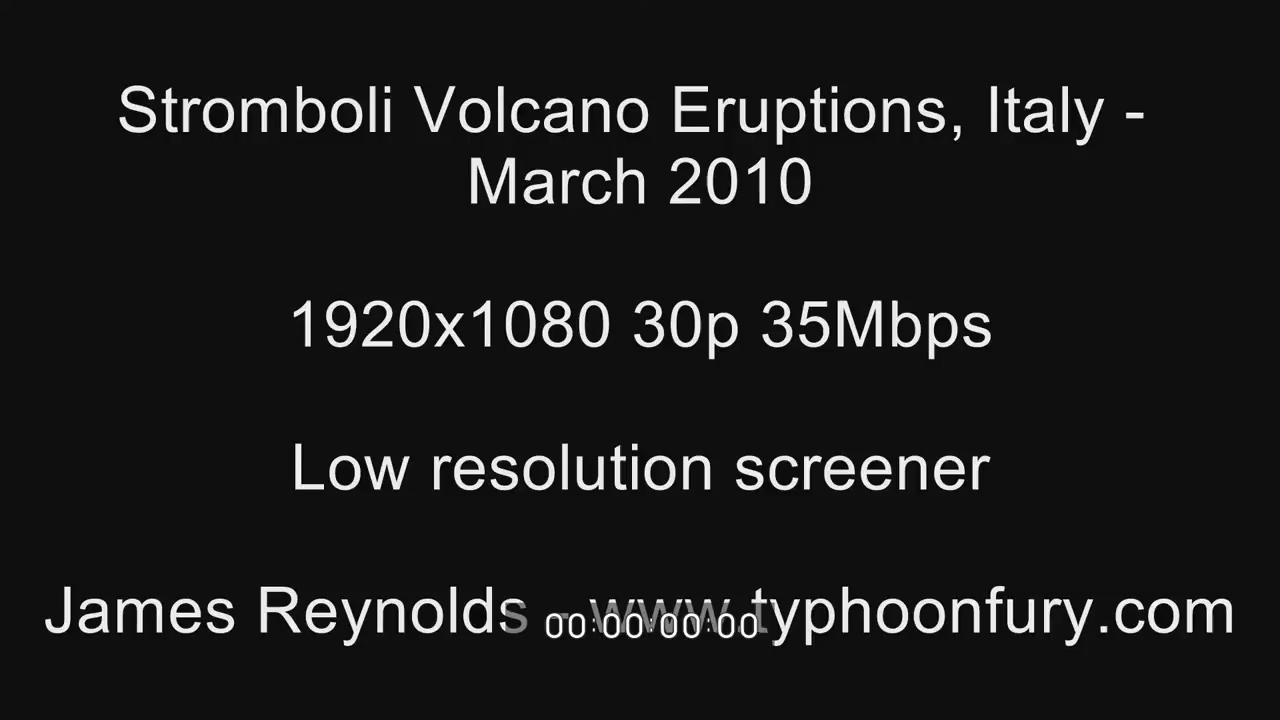 Stromboli Volcano Eruptions, Italy -
March 2010
1920x1080 30p 35Mbps
Low resolution screener
James Reynolds - www.typhoonfury.com
00:00:00:00